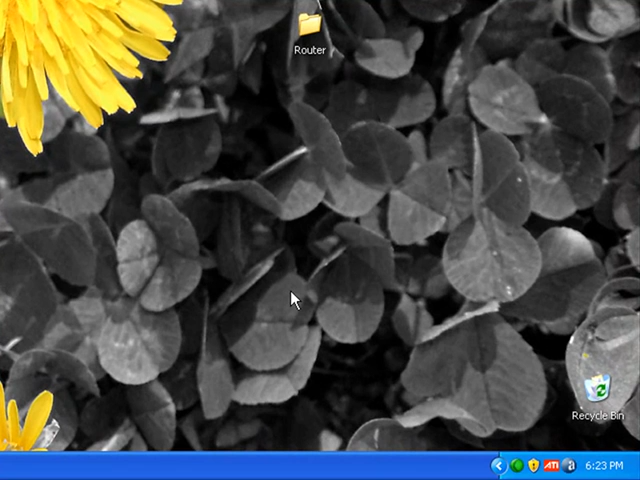 Router
Recycle Bin
ATI
a
6:23 PM